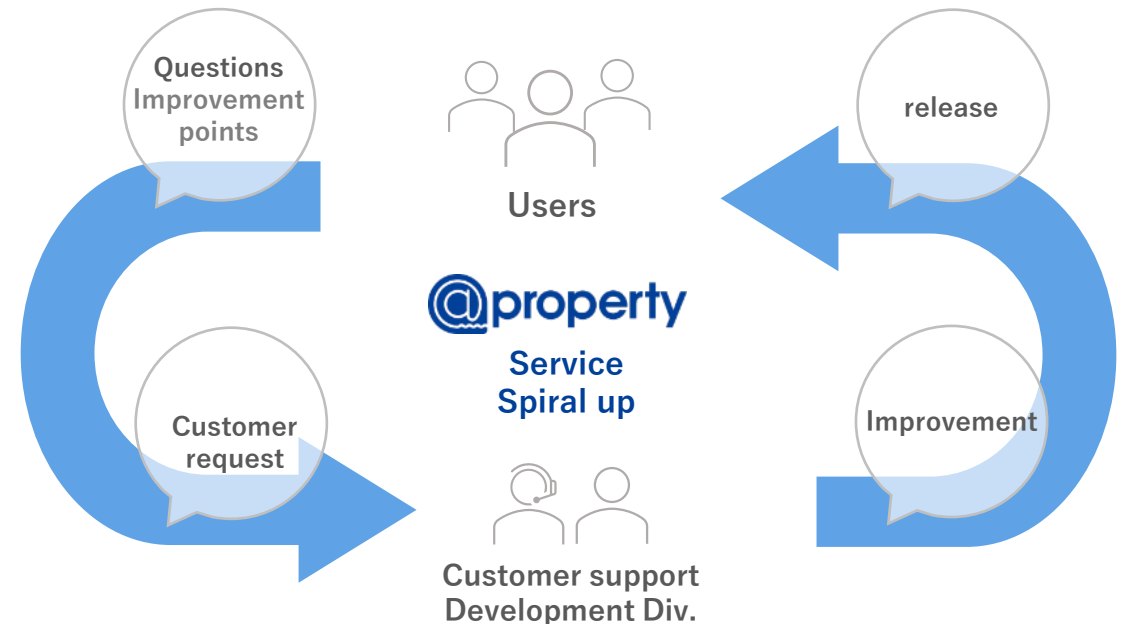 Questions
Improvement
points
release
Users
@property
Service
Spiral up
Customer
request
Improvement
Customer support
Development Div.